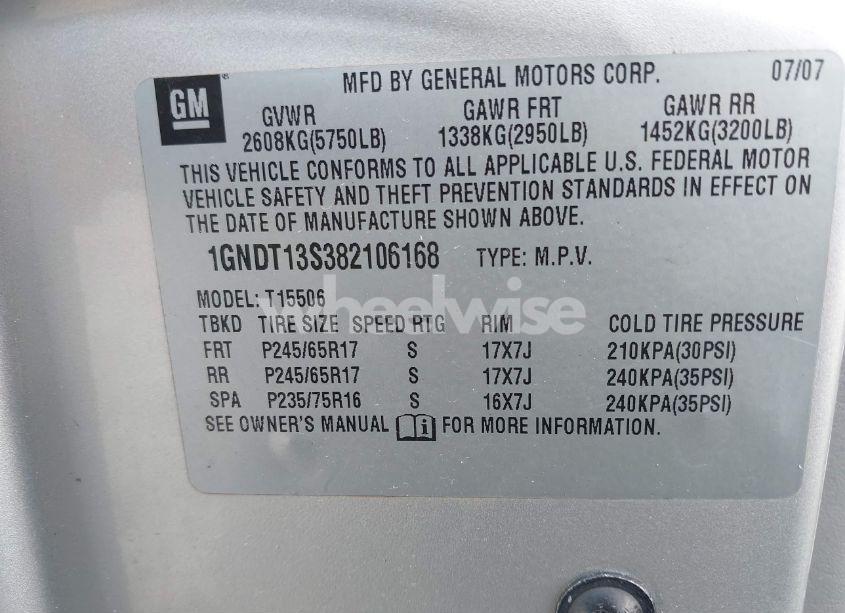 GM ® MFD BY GENERAL MOTORS CORP. 07/07
GVWR GAWR FRT GAWR RR
2608KG(5750LB) 1338KG(2950LB) 1452KG(3200LB)
THIS VEHICLE CONFORMS TO ALL APPLICABLE U.S. FEDERAL MOTOR
VEHICLE SAFETY AND THEFT PREVENTION STANDARDS IN EFFECT ON
THE DATE OF MANUFACTURE SHOWN ABOVE.
1GNDT13S382106168 TYPE: M.P.V.
MODEL: T15506
wheelwise
TBKD TIRE SIZE SPEED RTG RIM COLD TIRE PRESSURE
FRT P245/65R17 S 17X7J 210KPA(30PSI)
RR P245/65R17 S 17X7J 240KPA(35PSI)
SPA P235/75R16 S 16X7J 240KPA(35PSI)
SEE OWNER'S MANUAL i FOR MORE INFORMATION.